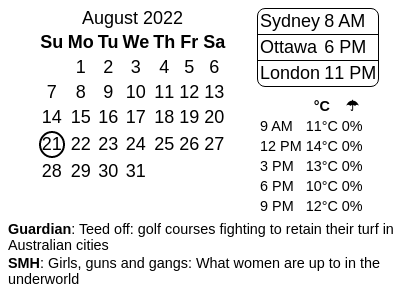 August 2022
Su Mo Tu We Th Fr Sa
1 2 3 4 5 6
7 8 9 10 11 12 13
14 15 16 17 18 19 20
21 22 23 24 25 26 27
28 29 30 31
Sydney 8 AM
Ottawa 6 PM
London 11 PM
°C ☂
9 AM 11°C 0%
12 PM 14°C 0%
3 PM 13°C 0%
6 PM 10°C 0%
9 PM 12°C 0%
Guardian: Teed off: golf courses fighting to retain their turf in
Australian cities
SMH: Girls, guns and gangs: What women are up to in the
underworld